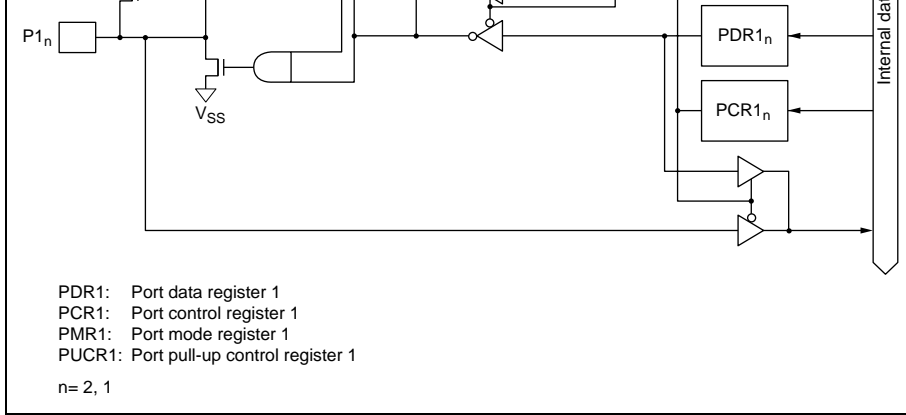 P1n
PDR1n
Internal dat
PCR1n
VSS
PDR1: Port data register 1
PCR1: Port control register 1
PMR1: Port mode register 1
PUCR1: Port pull-up control register 1
n= 2, 1